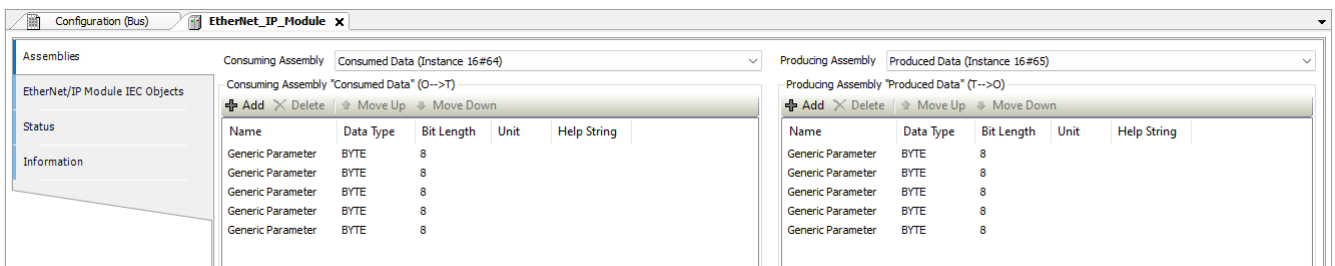 Configuration (Bus) EtherNet_IP_Module
Assemblies
EtherNet/IP Module IEC Objects
Status
Information
Consuming Assembly Consumed Data (Instance 16#64)
Consuming Assembly "Consumed Data" (O-->T)
Add Delete Move Up Move Down
Name Data Type Bit Length Unit Help String
Generic Parameter BYTE 8
Generic Parameter BYTE 8
Generic Parameter BYTE 8
Generic Parameter BYTE 8
Generic Parameter BYTE 8
Producing Assembly Produced Data (Instance 16#65)
Producing Assembly "Produced Data" (T-->O)
Add Delete Move Up Move Down
Name Data Type Bit Length Unit Help String
Generic Parameter BYTE 8
Generic Parameter BYTE 8
Generic Parameter BYTE 8
Generic Parameter BYTE 8
Generic Parameter BYTE 8